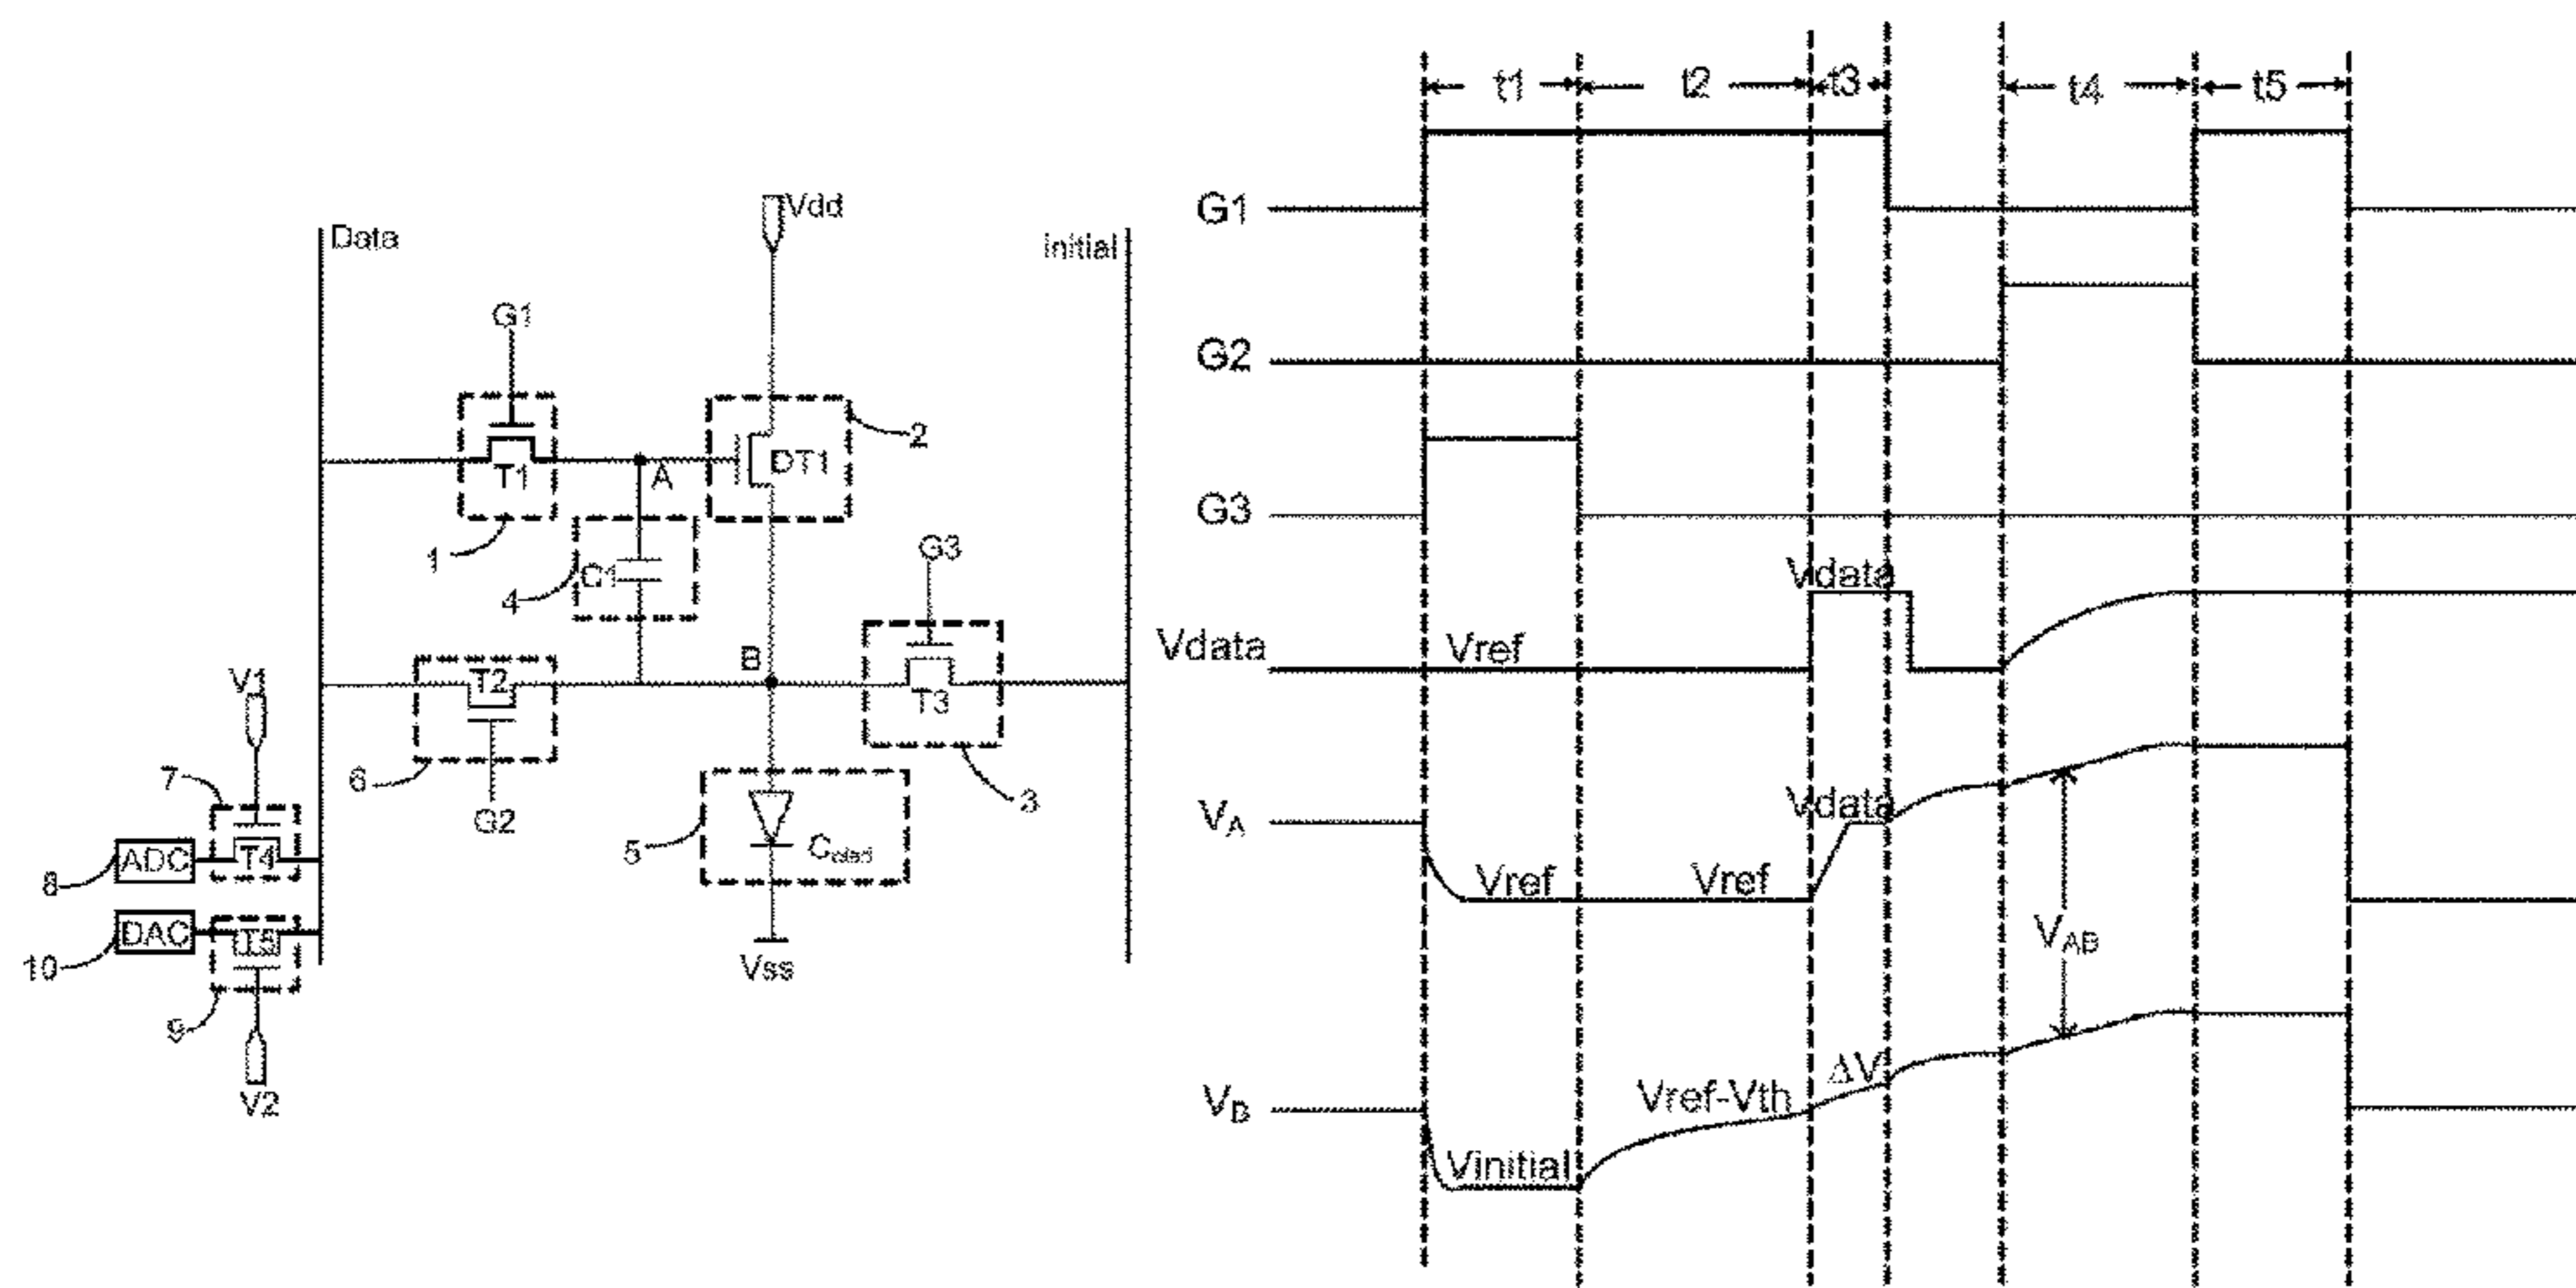 Data
Vdd
initial
G1
T1
A
DT1
2
1
C1
4
G3
B
T2
T3
V1
6
G2
3
7
5
ADC
T4
8
DAC
T5
10
Vss
9
V2
t1
t2
t3
t4
t5
G1
G2
G3
Vdata
Vdata
Vref
VA
Vdata
Vref
Vref
VAB
VB
ΔV
Vref-Vth
Vinitial